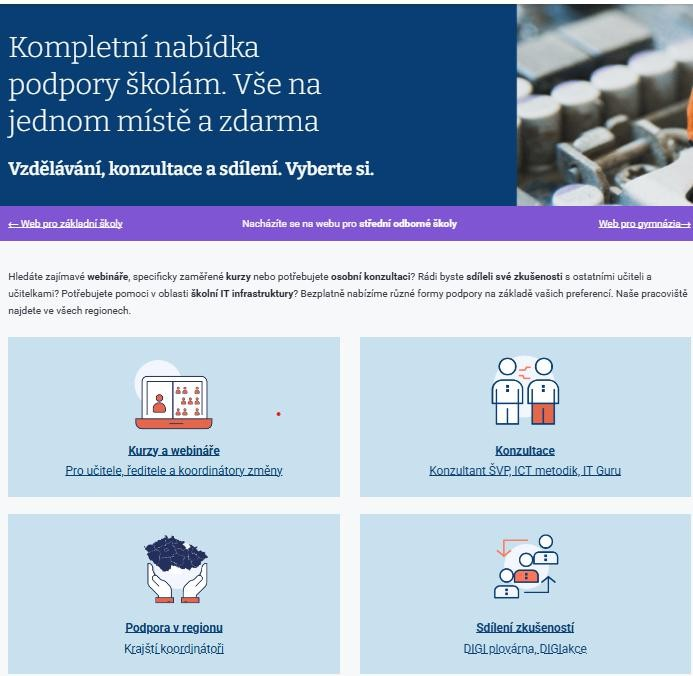 Kompletní nabídka
podpory školám. Vše na
jednom místě a zdarma
Vzdělávání, konzultace a sdílení. Vyberte si.
← Web pro základní školy
Nacházíte se na webu pro střední odborné školy
Web pro gymnázia→
Hledáte zajímavé webináře, specificky zaměřené kurzy nebo potřebujete osobní konzultaci? Rádi byste sdíleli své zkušenosti s ostatními učiteli a
učitelkami? Potřebujete pomoci v oblasti školní IT infrastruktury? Bezplatně nabízíme různé formy podpory na základě vašich preferencí. Naše pracoviště
najdete ve všech regionech.
Kurzy a webináře
Pro učitele, ředitele a koordinátory změny
Konzultace
Konzultant ŠVP, ICT metodik, IT Guru
Podpora v regionu
Krajští koordinátoři
Sdílení zkušeností
DIGI plovárna, DIGIakce